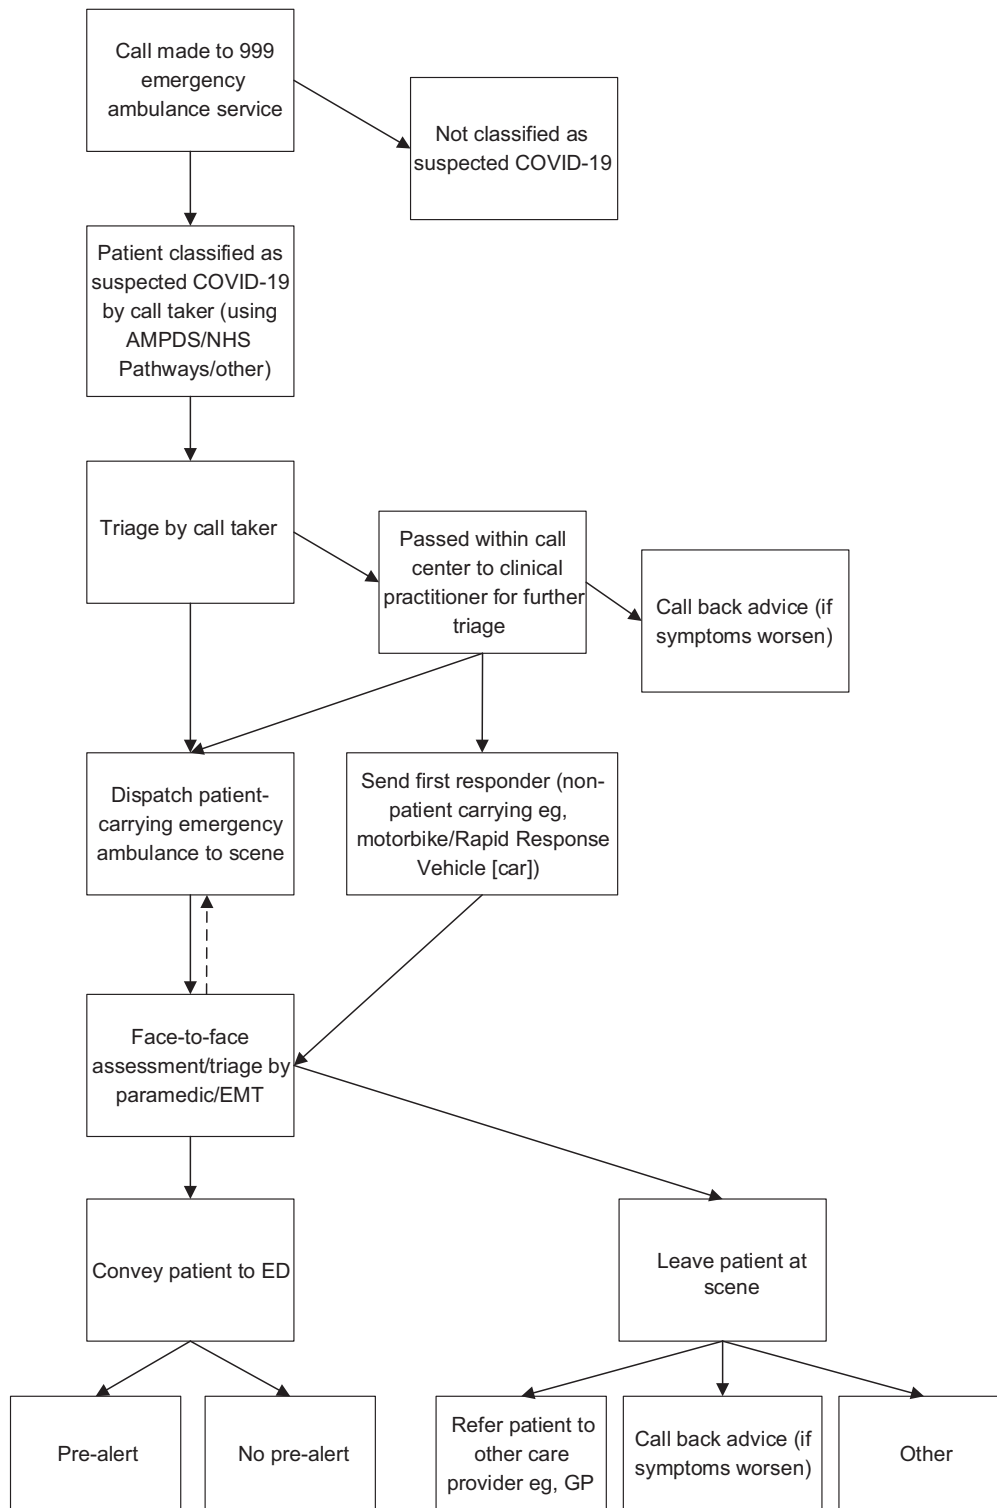 Call made to 999
emergency
ambulance service
Not classified as
suspected COVID-19
Patient classified as
suspected COVID-19
by call taker (using
AMPDS/NHS
Pathways/other)
Triage by call taker
Passed within call
center to clinical
practitioner for further
triage
Call back advice (if
symptoms worsen)
Dispatch patient-
carrying emergency
ambulance to scene
Send first responder (non-
patient carrying eg,
motorbike/Rapid Response
Vehicle [car])
Face-to-face
assessment/triage by
paramedic/EMT
Convey patient to ED
Leave patient at
scene
Pre-alert
No pre-alert
Refer patient to
other care
provider eg, GP
Call back advice (if
symptoms worsen)
Other